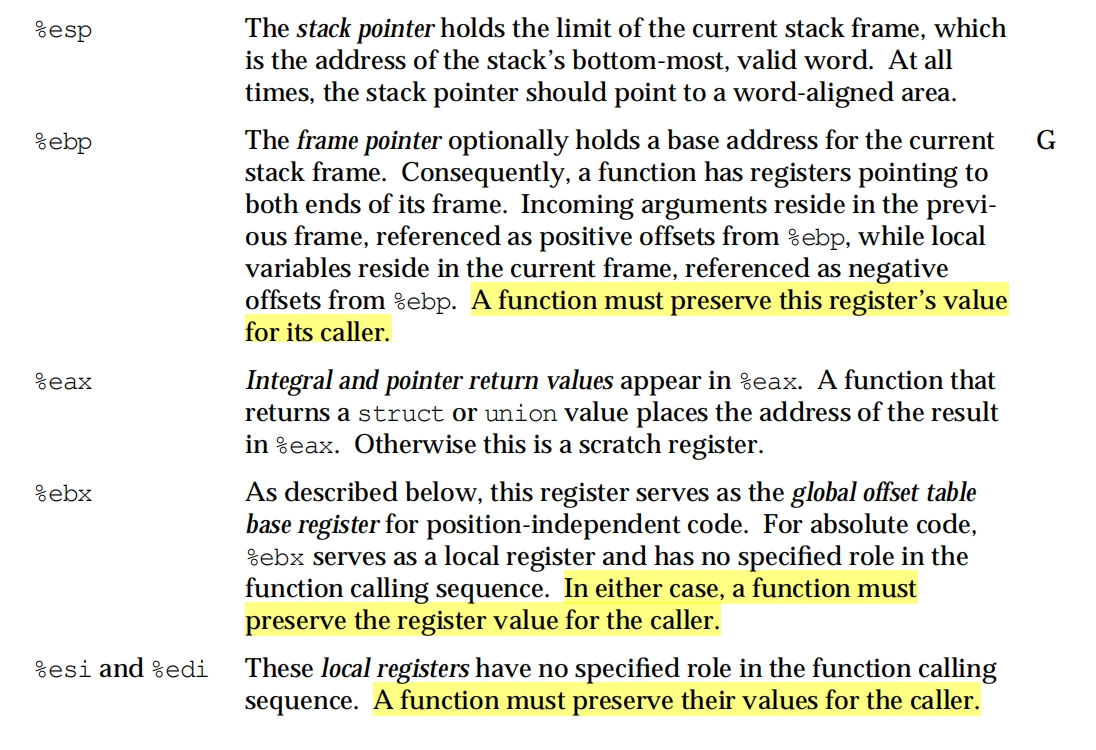 %esp The stack pointer holds the limit of the current stack frame, which
is the address of the stack's bottom-most, valid word. At all
times, the stack pointer should point to a word-aligned area.
%ebp The frame pointer optionally holds a base address for the current G
stack frame. Consequently, a function has registers pointing to
both ends of its frame. Incoming arguments reside in the previ-
ous frame, referenced as positive offsets from %ebp, while local
variables reside in the current frame, referenced as negative
offsets from %ebp. A function must preserve this register's value
for its caller.
%eax Integral and pointer return values appear in %eax. A function that
returns a struct or union value places the address of the result
in %eax. Otherwise this is a scratch register.
%ebx As described below, this register serves as the global offset table
base register for position-independent code. For absolute code,
%ebx serves as a local register and has no specified role in the
function calling sequence. In either case, a function must
preserve the register value for the caller.
%esi and %edi These local registers have no specified role in the function calling
sequence. A function must preserve their values for the caller.